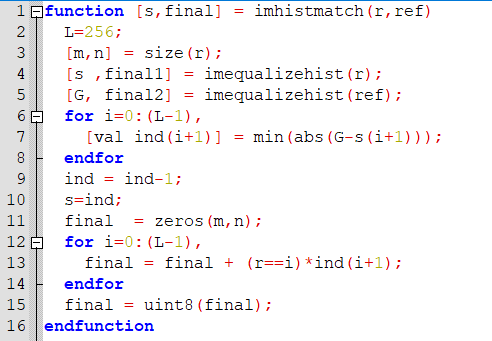 1 function [s,final] = imhistmatch(r,ref)
2 L=256;
3 [m,n] = size(r);
4 [s ,final1] = imequalizehist(r);
5 [G, final2] = imequalizehist(ref);
6 for i=0:(L-1),
7 [val ind(i+1)] = min(abs(G-s(i+1)));
8 endfor
9 ind = ind-1;
10 s=ind;
11 final = zeros(m,n);
12 for i=0:(L-1),
13 final = final + (r==i)*ind(i+1);
14 endfor
15 final = uint8(final);
16 endfunction